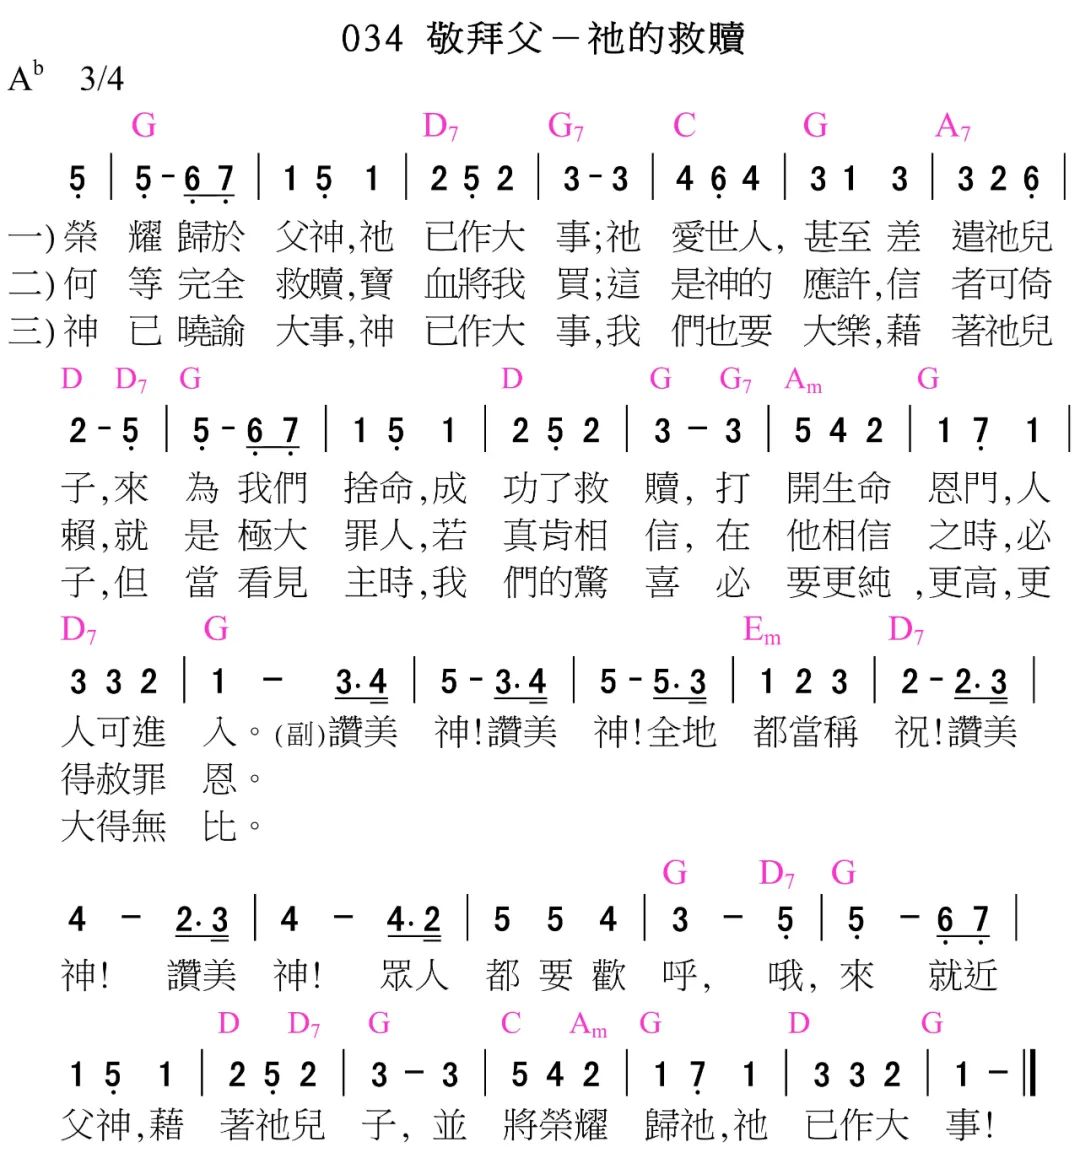 034 敬拜父－祂的救贖
A^b 3/4
G D7 G7 C G A7
5 | 5 - 6 7 | 1 5 1 | 2 5 2 | 3 - 3 | 4 6 4 | 3 1 3 | 3 2 6 |
一)榮 耀 歸於 父神,祂 已作大 事;祂 愛世人, 甚至 差 遣祂兒
二)何 等 完全 救贖,寶 血將我 買;這 是神的 應許,信 者可倚
三)神 已 曉諭 大事,神 已作大 事,我 們也要 大樂,藉 著祂兒
D D7 G D G G7 Am G
2 - 5 | 5 - 6 7 | 1 5 1 | 2 5 2 | 3 - 3 | 5 4 2 | 1 7 1 |
子,來 為 我們 捨命,成 功了救 贖, 打 開生命 恩門,人
賴,就 是 極大 罪人,若 真肯相 信, 在 他相信 之時,必
子,但 當 看見 主時,我 們的驚 喜 必 要更純 ,更高,更
D7 G Em D7
3 3 2 | 1 - 3. 4 | 5 - 3. 4 | 5 - 5. 3 | 1 2 3 | 2 - 2. 3 |
人可進 入。(副)讚美 神!讚美 神!全地 都當稱 祝!讚美
得赦罪 恩。
大得無 比。
G D7 G
4 - 2. 3 | 4 - 4. 2 | 5 5 4 | 3 - 5 | 5 - 6 7 |
神! 讚美 神! 眾人 都 要 歡 呼, 哦, 來 就近
D D7 G C Am G D G
1 5 1 | 2 5 2 | 3 - 3 | 5 4 2 | 1 7 1 | 3 3 2 | 1 - ‖
父神,藉 著祂兒 子, 並 將榮耀 歸祂,祂 已作大 事!